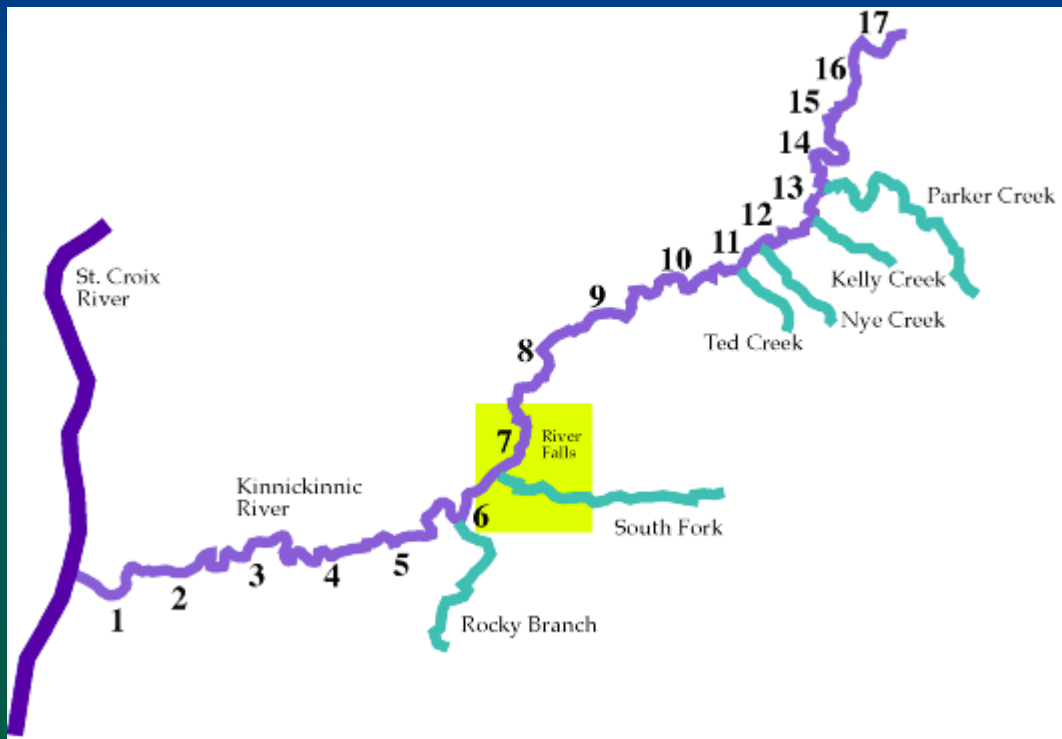 17
16
15
14
13
Parker Creek
12
11
10
Kelly Creek
St. Croix
River
9
Nye Creek
Ted Creek
8
7
River
Falls
Kinnickinnic
River
6
South Fork
5
4
3
2
1
Rocky Branch